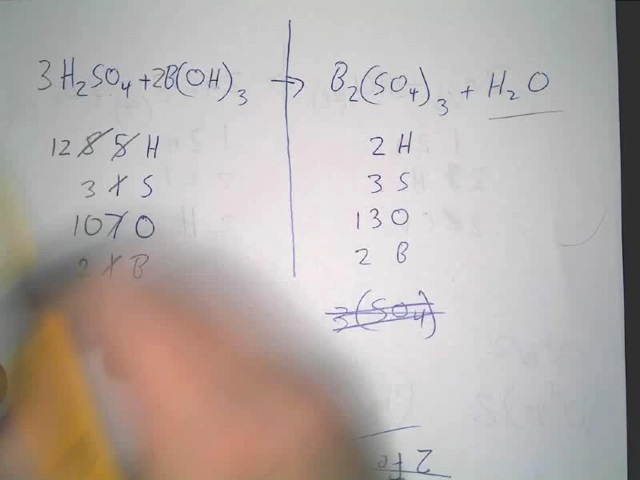 3H₂SO₄+2B(OH)₃ → B₂(SO₄)₃ + H₂O
12 8 5 H 2 H
3 1 S 3 S
10 7 O 13 O
2 1 B 2 B
3(SO₄)